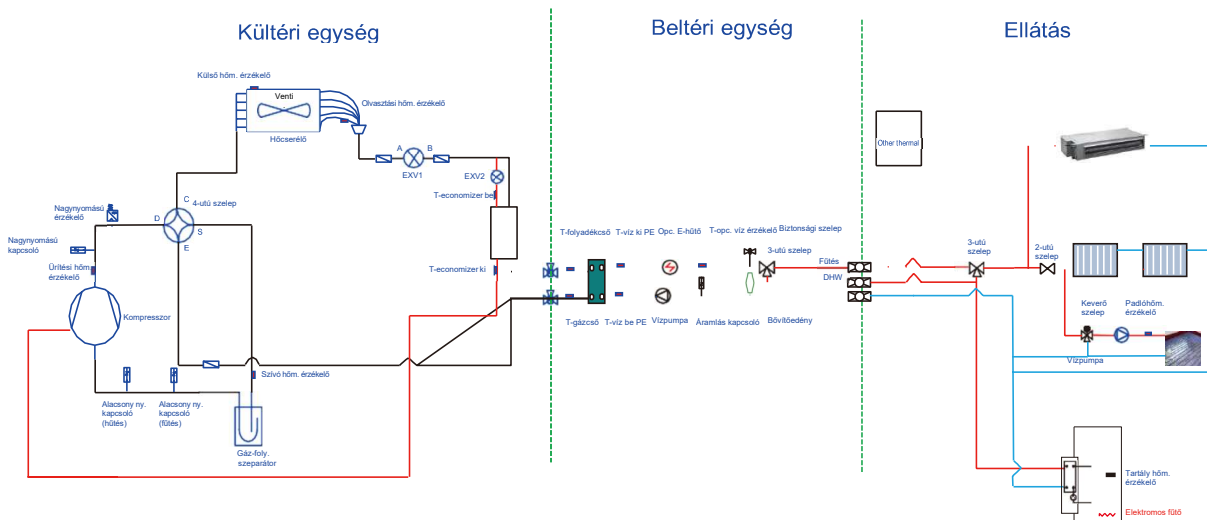 Kültéri egység
Beltéri egység
Ellátás
Külső hőm. érzékelő
Venti
Olvasztási hőm. érzékelő
Hőcserélő
A
B
EXV1
EXV2
T-economizer be
C
4-utú szelep
D
S
E
Nagynyomású
érzékelő
Nagynyomású
kapcsoló
Ürítési hőm.
érzékelő
Kompresszor
T-economizer ki
Szívó hőm. érzékelő
Alacsony ny.
kapcsoló
(hűtés)
Alacsony ny.
kapcsoló
(fűtés)
Gáz-foly.
szeparátor
T-folyadékcső
T-víz ki PE
Opc. E-hűtö
T-opc. víz érzékelő
Biztonsági szelep
3-utú szelep
Fűtés
DHW
T-gázcső
T-víz be PE
Vízpumpa
Áramlás kapcsoló
Bővítőedény
Other thermal
3-utú
szelep
2-utú
szelep
Keverő
szelep
Padlóhőm.
érzékelő
Vízpumpa
Tartály hőm.
érzékelő
Elektromos fűtő